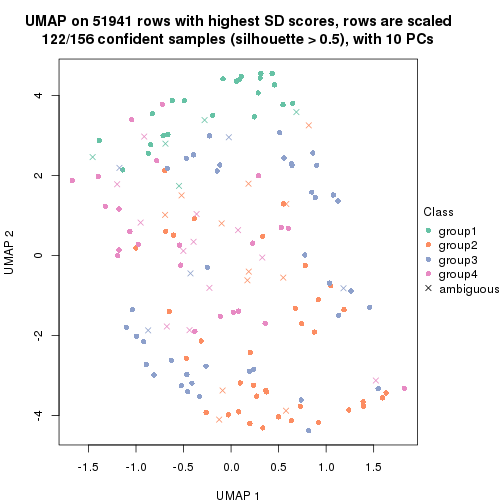 UMAP on 51941 rows with highest SD scores, rows are scaled
122/156 confident samples (silhouette > 0.5), with 10 PCs
4
2
0
-2
-4
UMAP 2
-1.5
-1.0
-0.5
0.0
0.5
1.0
1.5
UMAP 1
Class
group1
group2
group3
group4
ambiguous